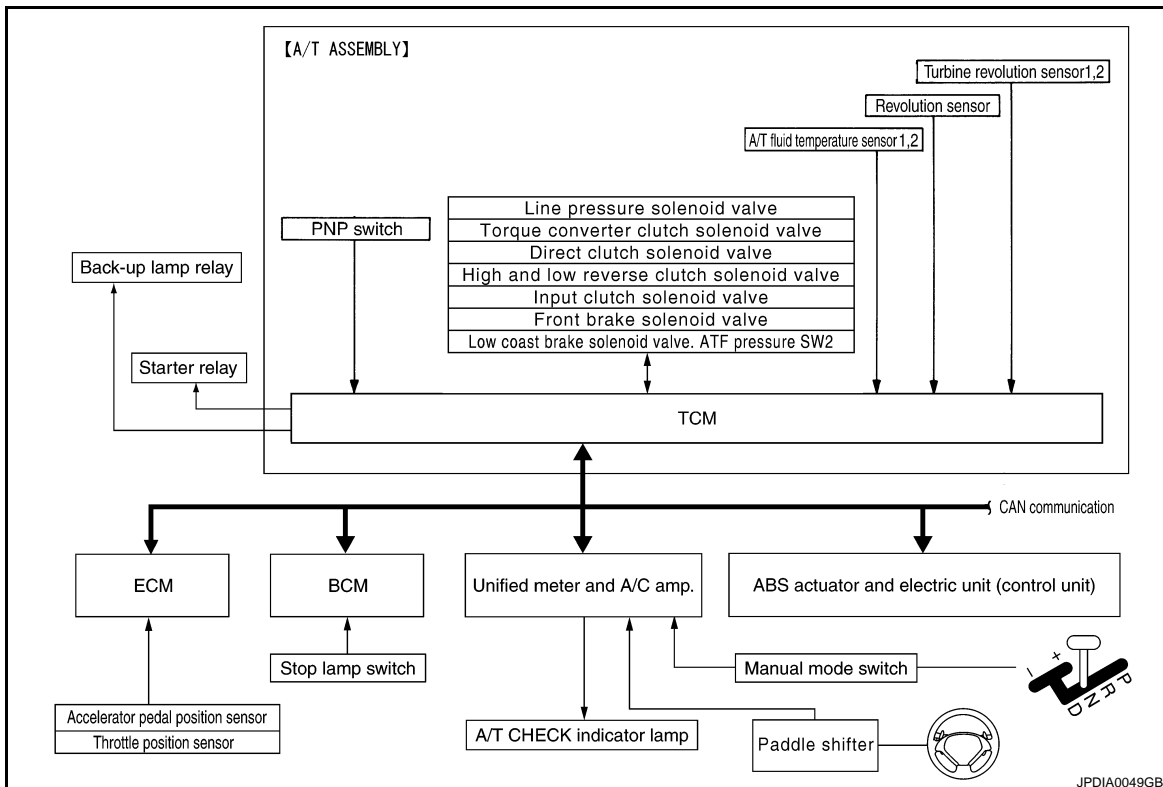 【A/T ASSEMBLY】
Turbine revolution sensor1,2
Revolution sensor
A/T fluid temperature sensor1,2
Line pressure solenoid valve
Torque converter clutch solenoid valve
Direct clutch solenoid valve
High and low reverse clutch solenoid valve
Input clutch solenoid valve
Front brake solenoid valve
Low coast brake solenoid valve. ATF pressure SW2
PNP switch
Back-up lamp relay
Starter relay
TCM
CAN communication
ECM
BCM
Unified meter and A/C amp.
ABS actuator and electric unit (control unit)
Stop lamp switch
Manual mode switch
+
−
P
R
N
D
Accelerator pedal position sensor
Throttle position sensor
A/T CHECK indicator lamp
Paddle shifter
JPDIA0049GB